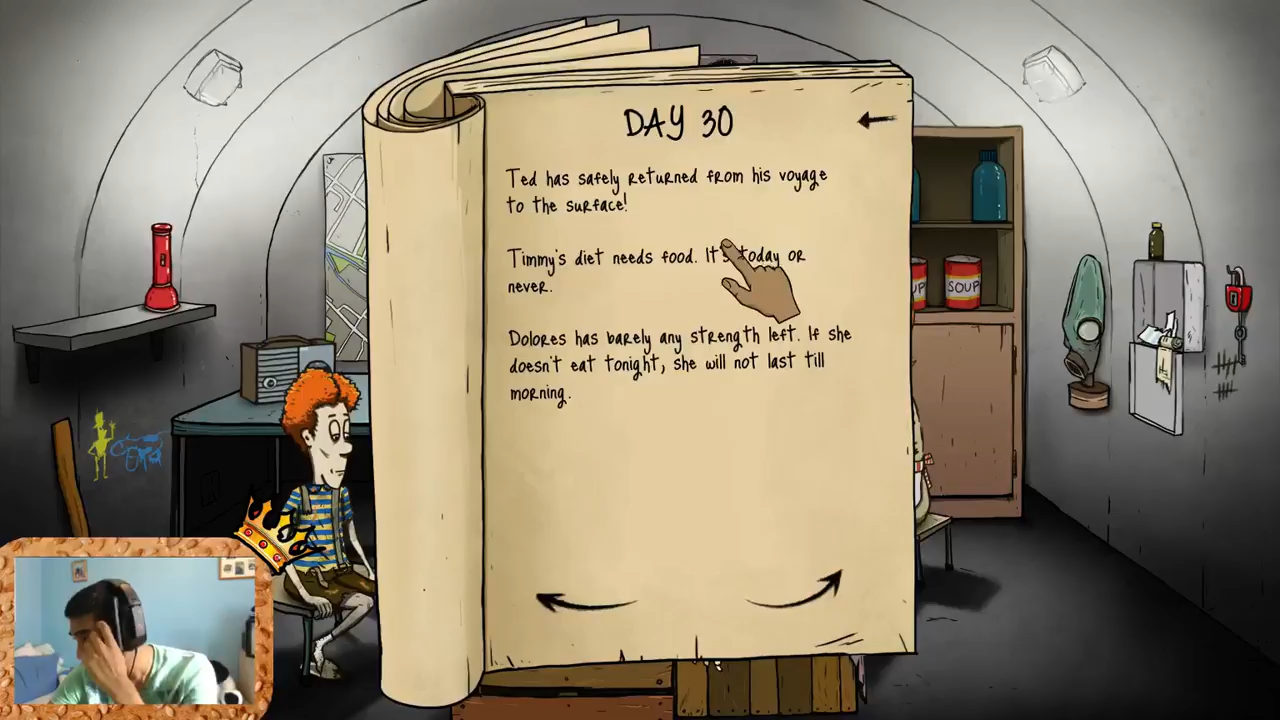 DAY 30
Ted has safely returned from his voyage
to the surface!
Timmy's diet needs food. It's today or
never.
Dolores has barely any strength left. If she
doesn't eat tonight, she will not last till
morning.
SOUP